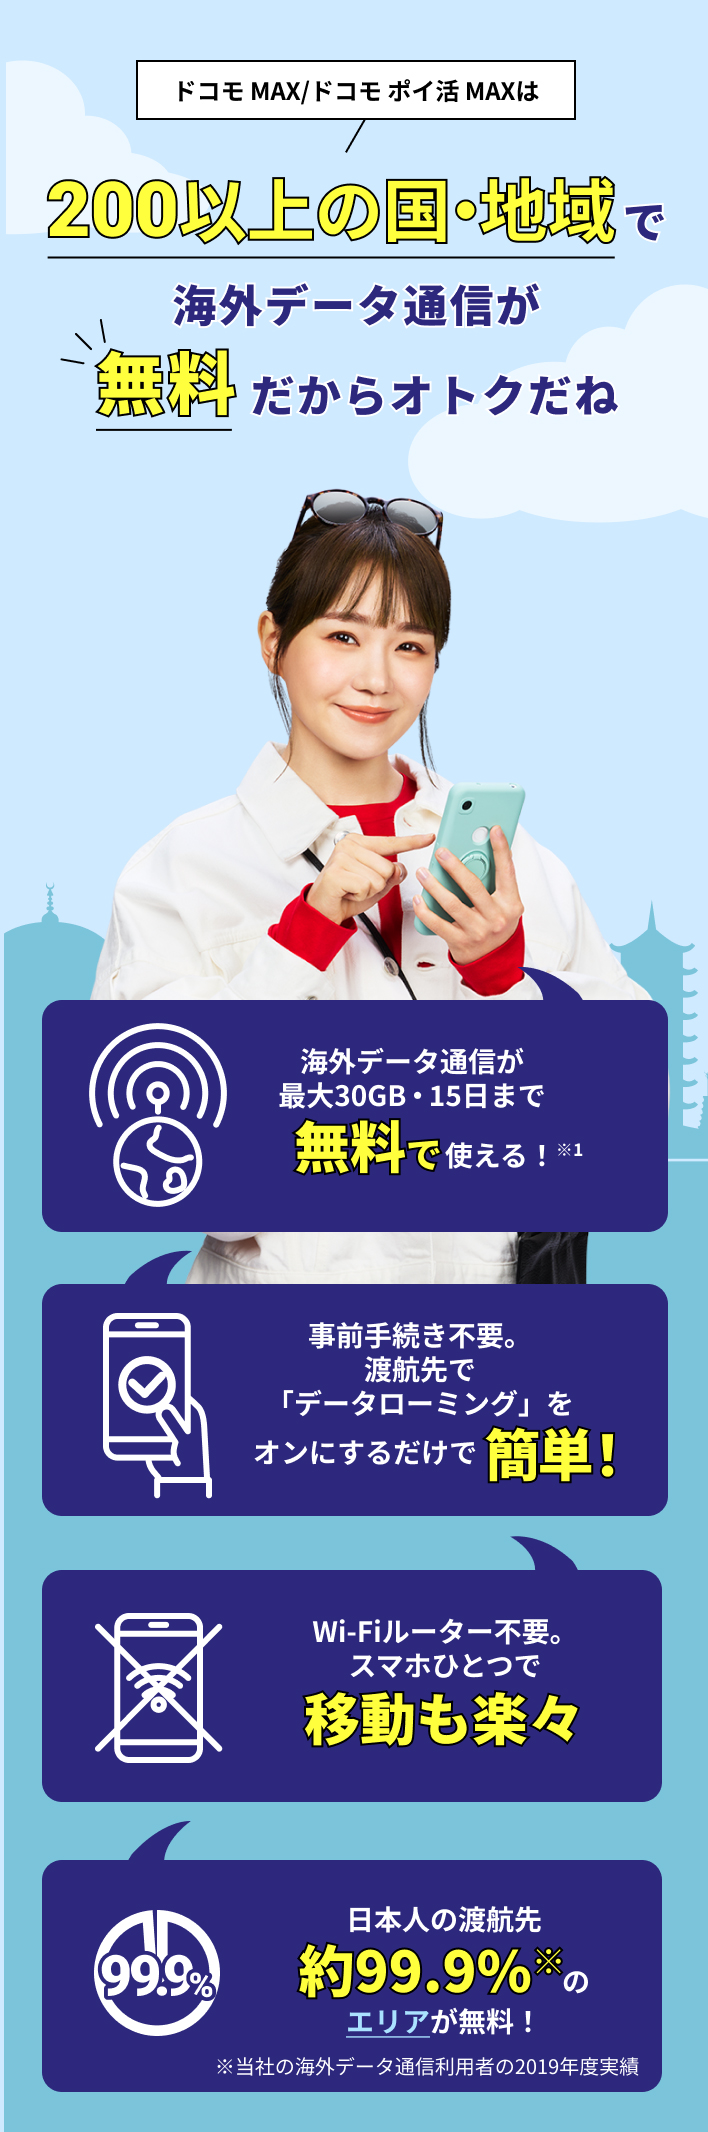 ドコモ MAX/ドコモ ポイ活 MAXは
200以上の国・地域で
海外データ通信が
無料だからオトクだね
海外データ通信が
最大30GB・15日まで
無料で使える！※1
事前手続き不要。
渡航先で
「データローミング」を
オンにするだけで簡単！
Wi-Fiルーター不要。
スマホひとつで
移動も楽々
99.9%
日本人の渡航先
約99.9%※の
エリアが無料！
※当社の海外データ通信利用者の2019年度実績